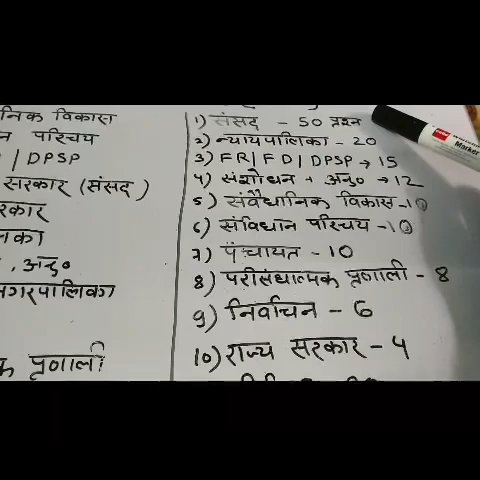 निक विकास
न परिचय
/ DPSP
सरकार (संसद)
रकार
लिका
, अनु०
नगरपालिका
क प्रणाली
1) संसद - 50 प्रश्न
2) न्यायपालिका - 20
3) FR/FD/DPSP → 15
4) संशोधन + अनु० → 12
5) संवैधानिक विकास - 10
6) संविधान परिचय - 10
7) पंचायत - 10
8) परीसंघात्मक प्रणाली - 8
9) निर्वाचन - 6
10) राज्य सरकार - 4
Marker